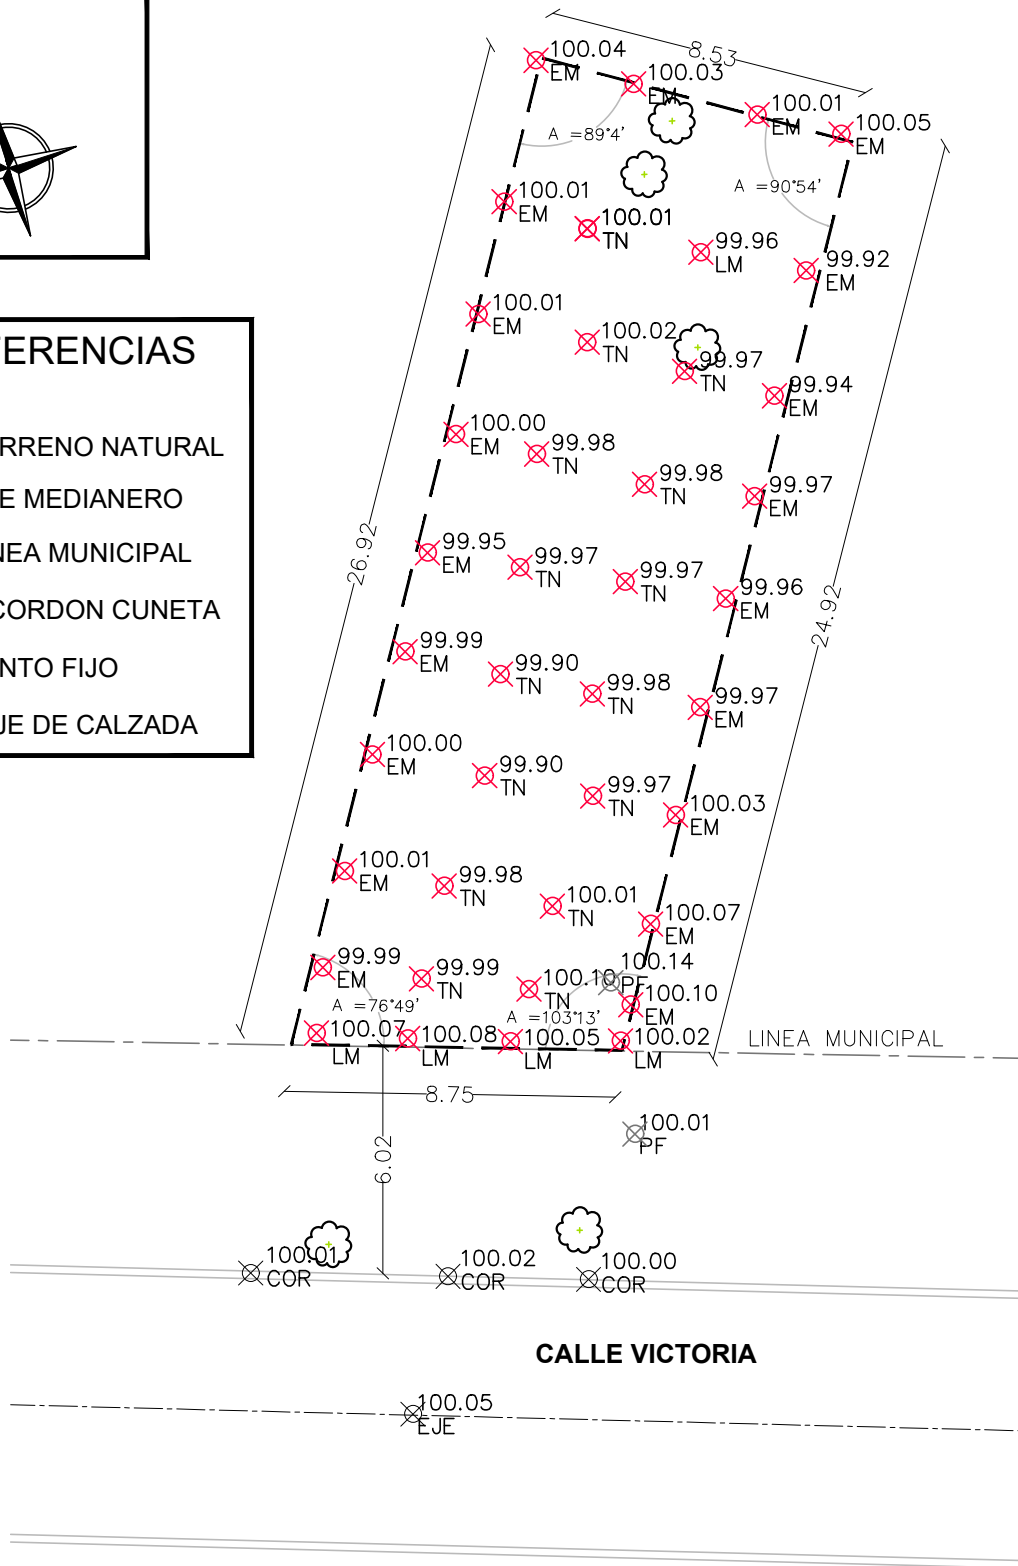 100.04
EM
8.53
100.03
EM
100.01
EM
100.05
EM
A =89°4'
A =90°54'
100.01
EM
100.01
TN
99.96
LM
99.92
EM
100.01
EM
100.02
TN
99.97
TN
99.94
EM
FERENCIAS
RRENO NATURAL
E MEDIANERO
NEA MUNICIPAL
CORDON CUNETA
NTO FIJO
JE DE CALZADA
100.00
EM
99.98
TN
99.98
TN
99.97
EM
26.92
99.95
EM
99.97
TN
99.97
TN
99.96
EM
24.92
99.99
EM
99.90
TN
99.98
TN
99.97
EM
100.00
EM
99.90
TN
99.97
TN
100.03
EM
100.01
EM
99.98
TN
100.01
TN
100.07
EM
99.99
EM
99.99
TN
100.10
TN
100.14
PF
100.10
EM
A =76°49'
A =103°13'
100.07
LM
100.08
LM
100.05
LM
100.02
LM
LINEA MUNICIPAL
8.75
6.02
100.01
PF
100.01
COR
100.02
COR
100.00
COR
CALLE VICTORIA
100.05
EJE